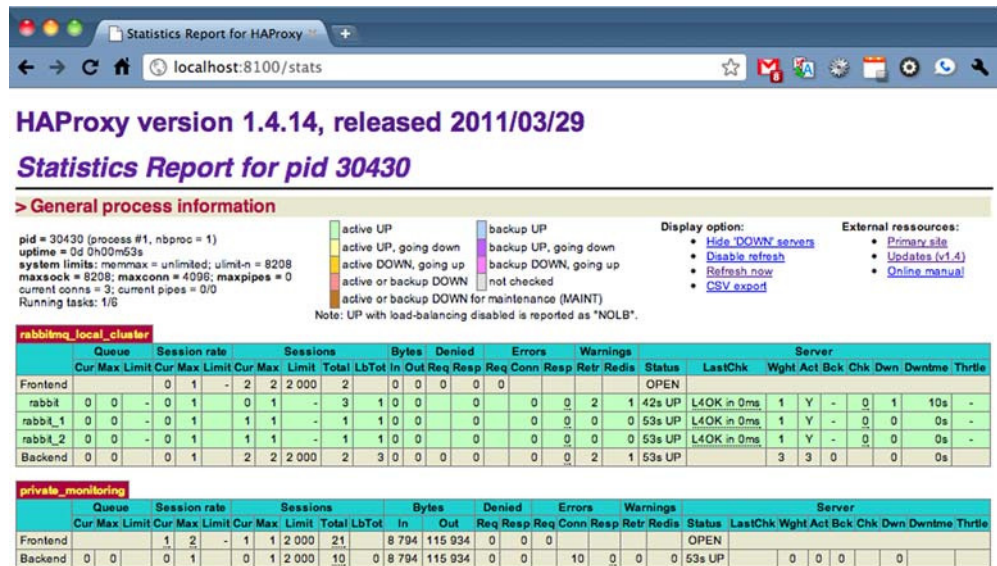 Statistics Report for HAProxy
localhost:8100/stats
8
HAProxy version 1.4.14, released 2011/03/29
Statistics Report for pid 30430
> General process information
pid = 30430 (process #1, nbproc = 1)
uptime = 0d 0h00m53s
system limits: memmax = unlimited; ulimit-n = 8208
maxsock = 8208; maxconn = 4096; maxpipes = 0
current conns = 3; current pipes = 0/0
Running tasks: 1/6
active UP backup UP
active UP, going down backup UP, going down
active DOWN, going up backup DOWN, going up
active or backup DOWN not checked
active or backup DOWN for maintenance (MAINT)
Note: UP with load-balancing disabled is reported as "NOLB".
Display option:
• Hide 'DOWN' servers
• Disable refresh
• Refresh now
• CSV export
External ressources:
• Primary site
• Updates (v1.4)
• Online manual
rabbitmq_local_cluster
Queue Session rate Sessions Bytes Denied Errors Warnings Server
Cur Max Limit Cur Max Limit Cur Max Limit Total LbTot In Out Req Resp Req Conn Resp Retr Redis Status LastChk Wght Act Bck Chk Dwn Dwntme Thrtle
Frontend 0 1 - 2 2 2 000 2 0 0 0 0 0 OPEN
rabbit 0 0 - 0 1 0 1 - 3 1 0 0 0 0 0 2 1 42s UP L4OK in 0ms 1 Y - 0 1 10s -
rabbit_1 0 0 - 0 1 1 1 - 1 1 0 0 0 0 0 0 0 53s UP L4OK in 0ms 1 Y - 0 0 0s -
rabbit_2 0 0 - 0 1 1 1 - 1 1 0 0 0 0 0 0 0 53s UP L4OK in 0ms 1 Y - 0 0 0s -
Backend 0 0 0 1 2 2 2 000 2 3 0 0 0 0 0 0 2 1 53s UP 3 3 0 0 0s
private_monitoring
Queue Session rate Sessions Bytes Denied Errors Warnings Server
Cur Max Limit Cur Max Limit Cur Max Limit Total LbTot In Out Req Resp Req Conn Resp Retr Redis Status LastChk Wght Act Bck Chk Dwn Dwntme Thrtle
Frontend 1 2 - 1 1 2 000 21 8 794 115 934 0 0 0 OPEN
Backend 0 0 0 1 0 1 2 000 10 0 8 794 115 934 0 0 10 0 0 0 53s UP 0 0 0 0